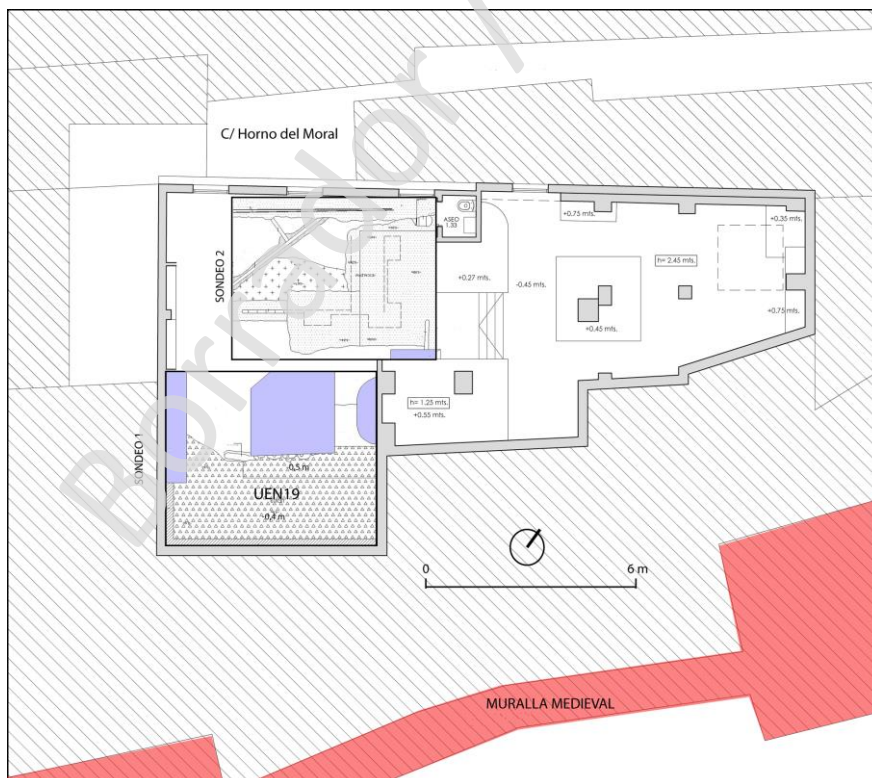 Borrador /
C/ Horno del Moral
ASEO
1.33
+0.75 mts.
+0.35 mts.
SONDEO 2
h= 2.45 mts.
+0.27 mts.
-0.45 mts.
+0.45 mts.
+0.75 mts.
h= 1.25 mts.
+0.55 mts.
SONDEO 1
-0,5 m
UEN19
-0,4 m
0
6 m
MURALLA MEDIEVAL